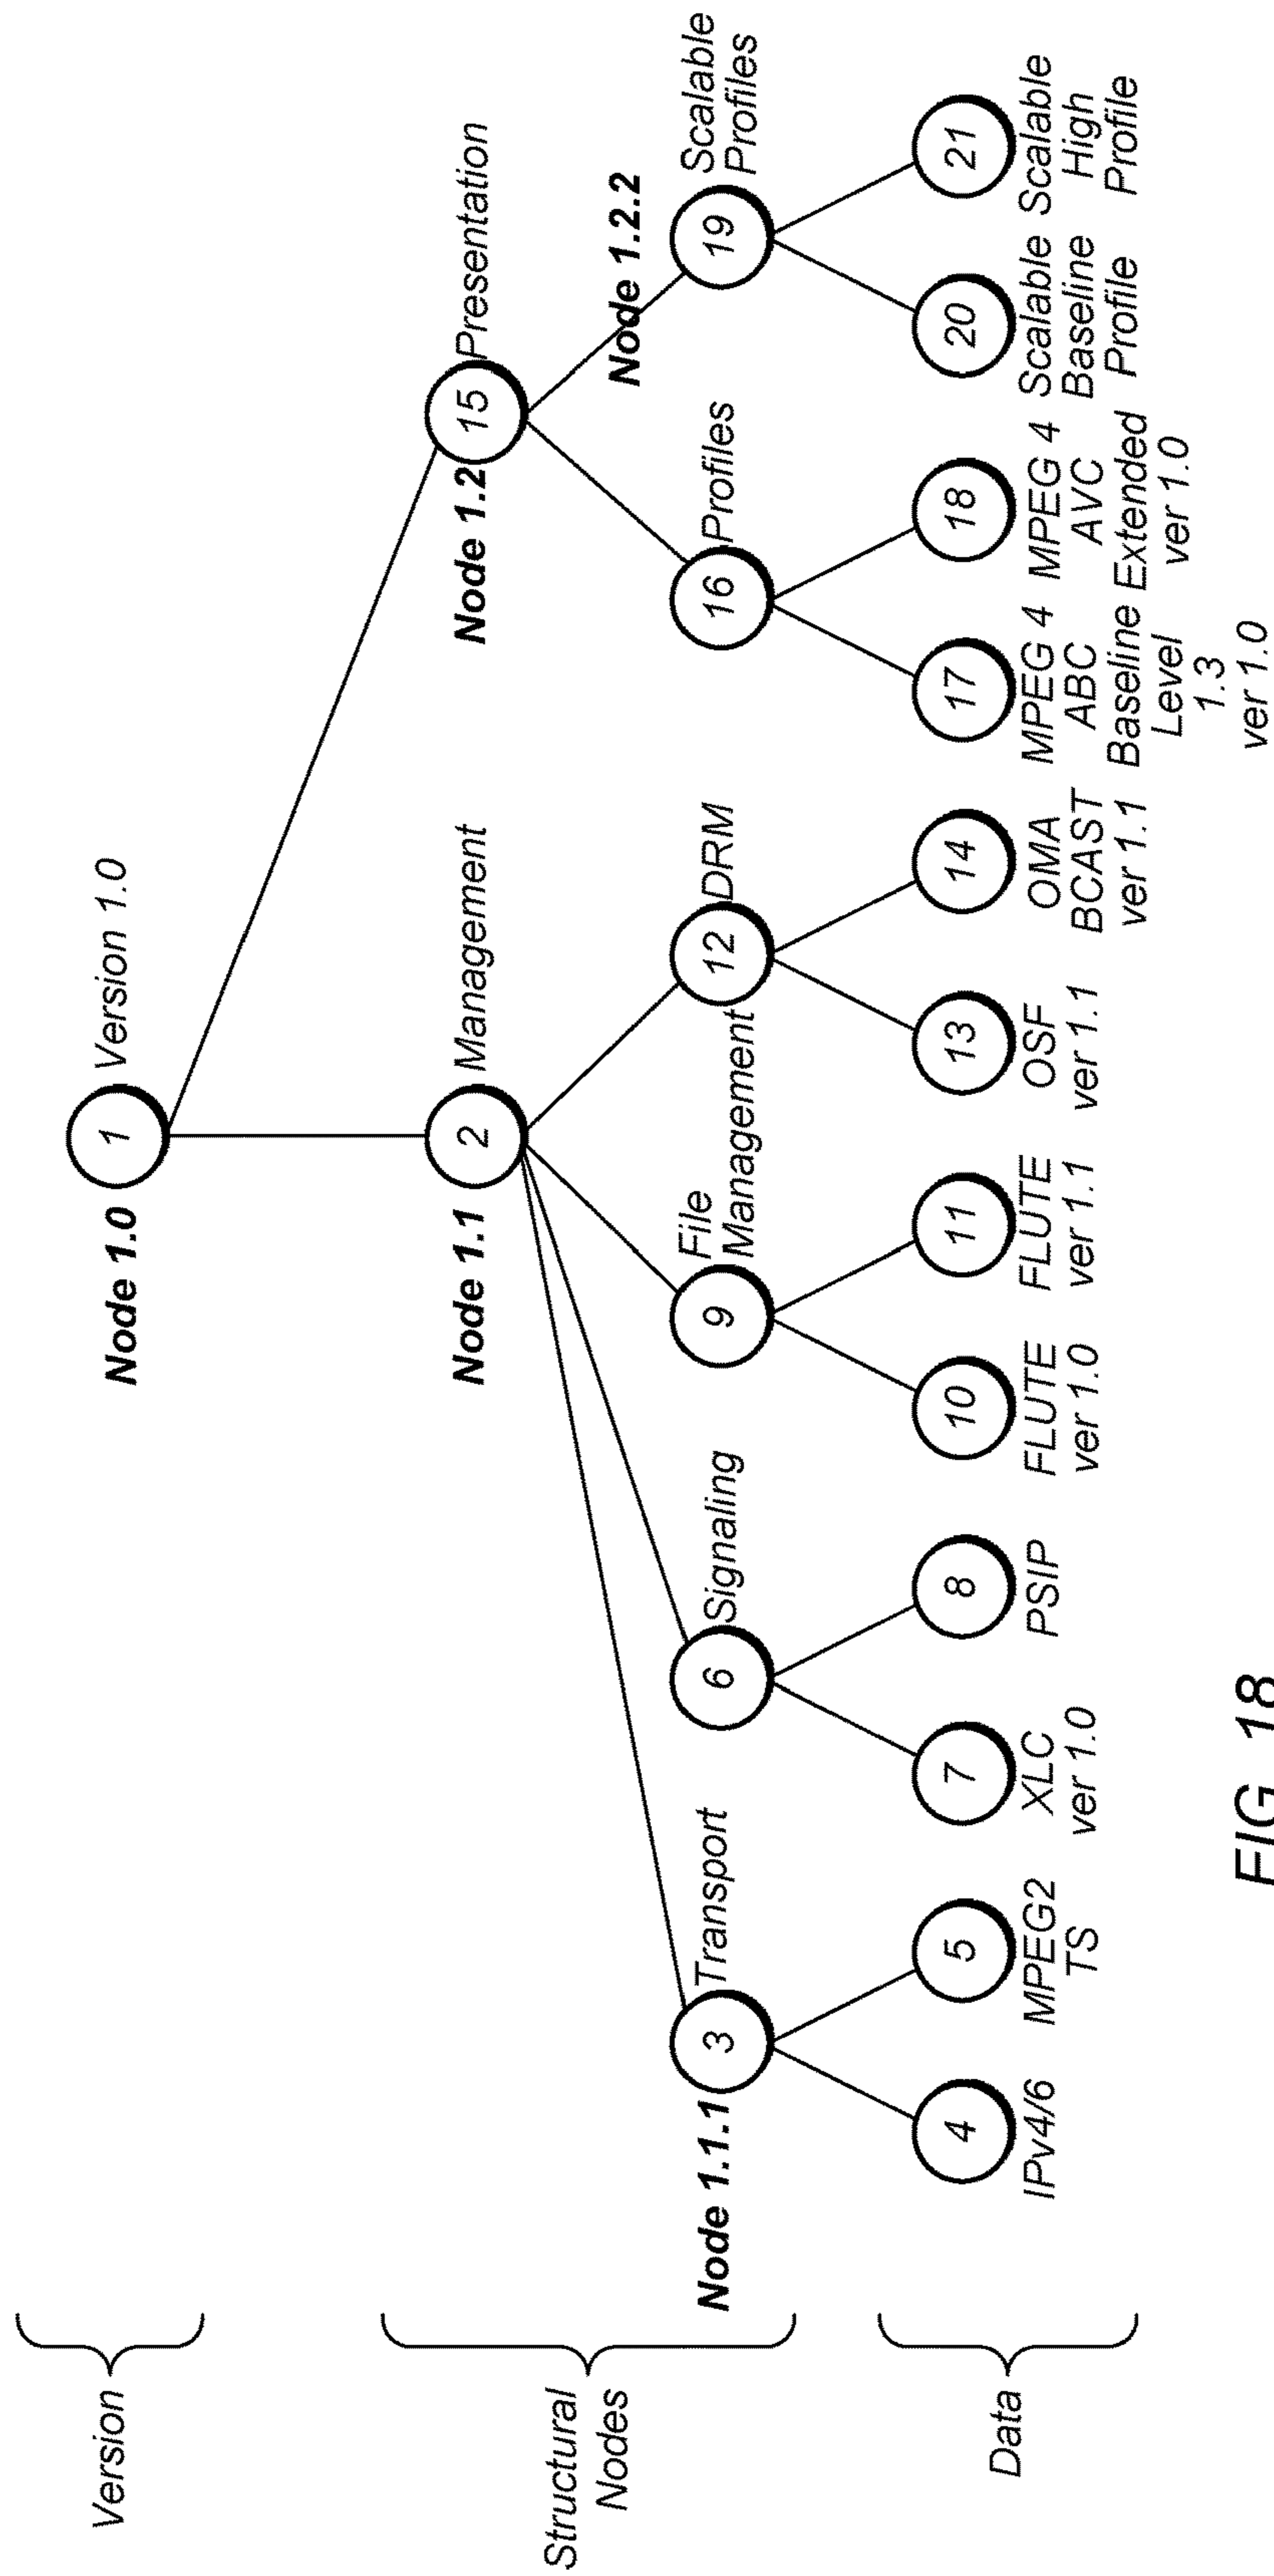 Version
Node 1.0
1
Version 1.0
Structural
Nodes
Node 1.1
2
Management
Node 1.2
15
Presentation
Node 1.1.1
3
Transport
6
Signaling
9
File
Management
12
DRM
16
Profiles
Node 1.2.2
19
Scalable
Profiles
Data
4
IPv4/6
5
MPEG2
TS
7
XLC
ver 1.0
8
PSIP
10
FLUTE
ver 1.0
11
FLUTE
ver 1.1
13
OSF
ver 1.1
14
OMA
BCAST
ver 1.1
17
MPEG 4
ABC
Baseline
Level
1.3
ver 1.0
18
MPEG 4
AVC
Extended
ver 1.0
20
Scalable
Baseline
Profile
21
Scalable
High
Profile
FIG. 18